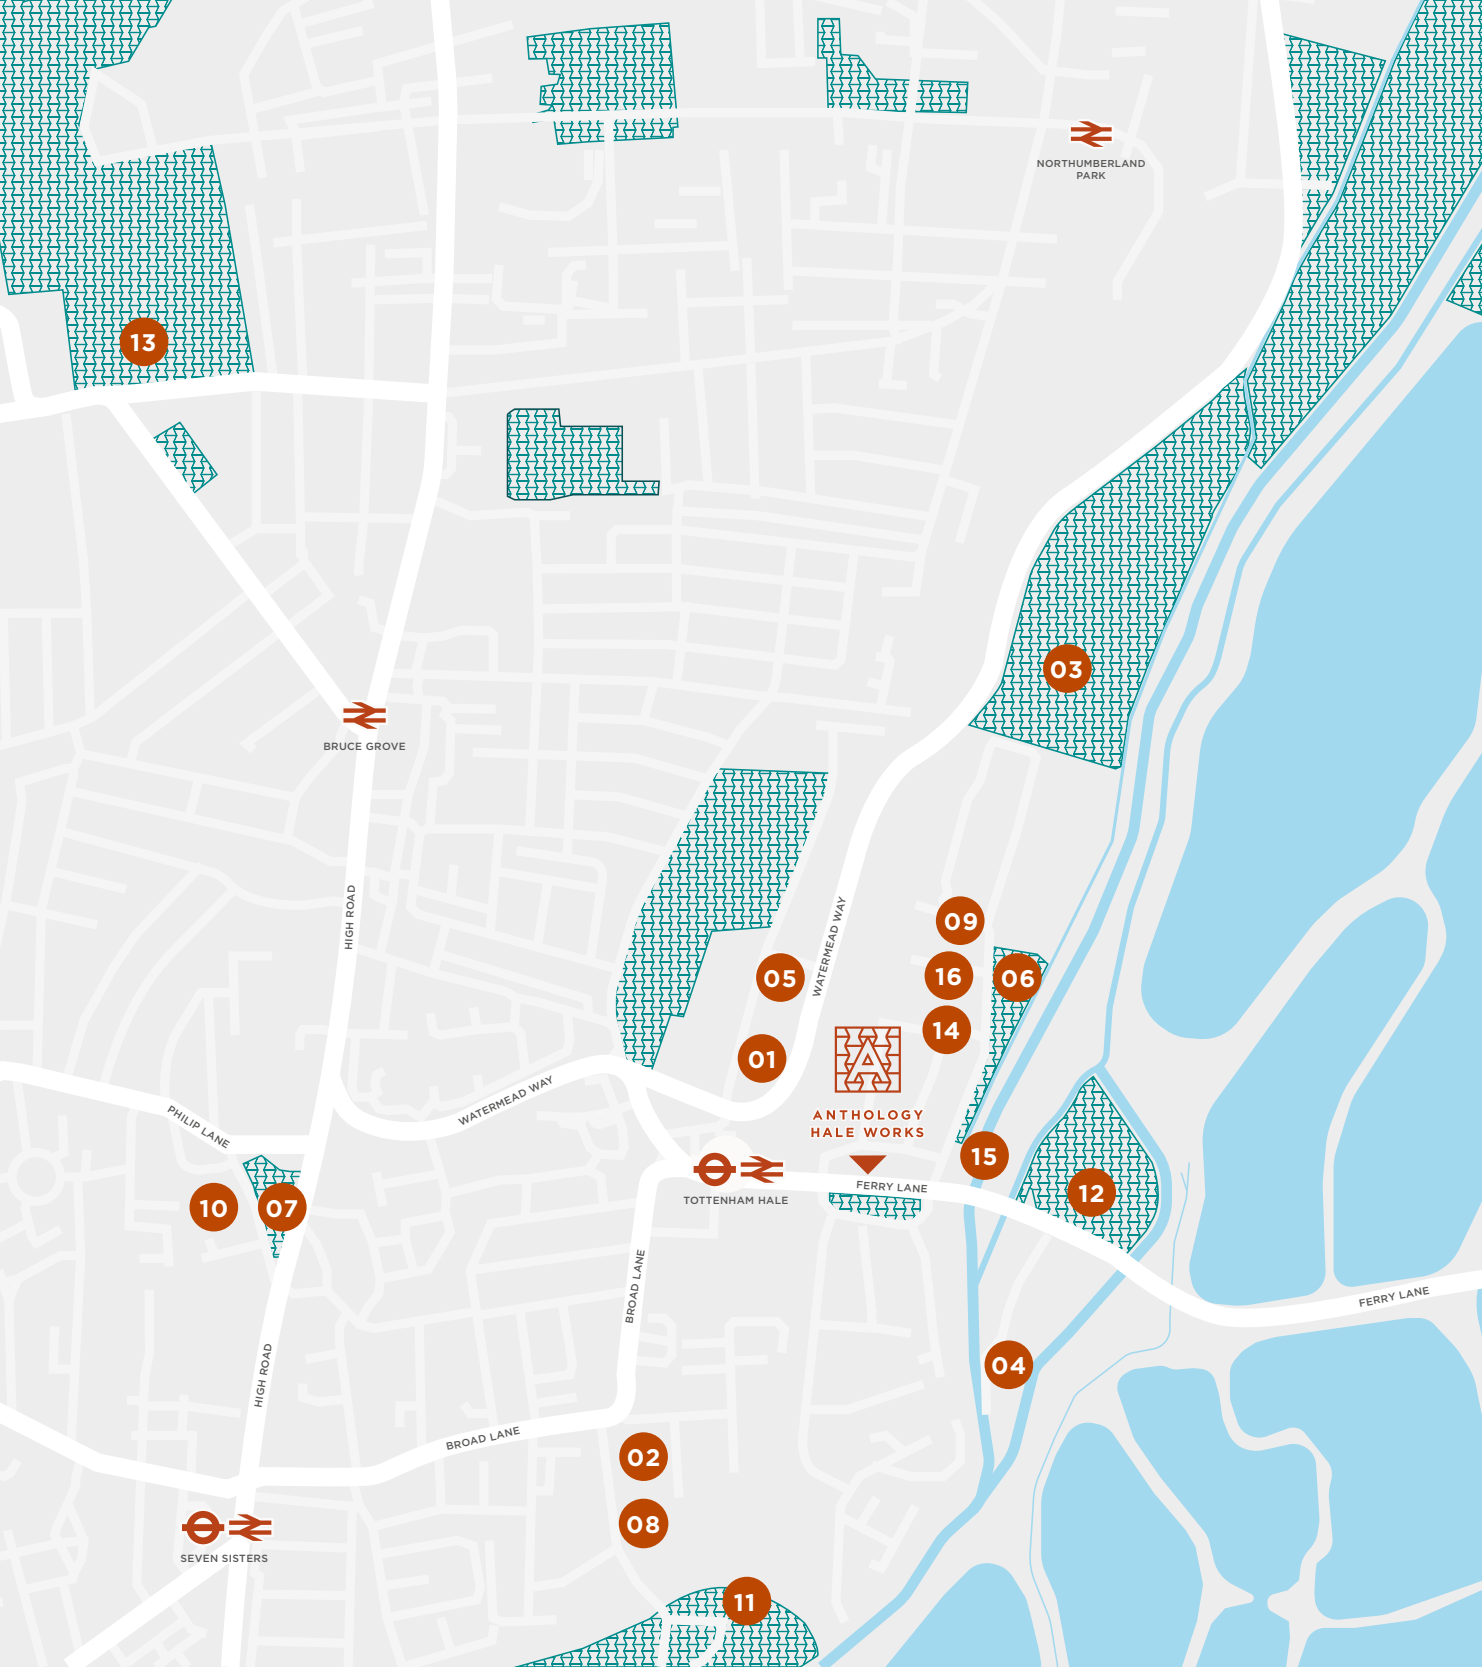 NORTHUMBERLAND
PARK
13
03
BRUCE GROVE
HIGH ROAD
WATERMEAD WAY
09
05
16
06
14
01
WATERMEAD WAY
PHILIP LANE
ANTHOLOGY
HALE WORKS
15
TOTTENHAM HALE
FERRY LANE
12
10
07
BROAD LANE
FERRY LANE
HIGH ROAD
04
BROAD LANE
02
08
SEVEN SISTERS
11